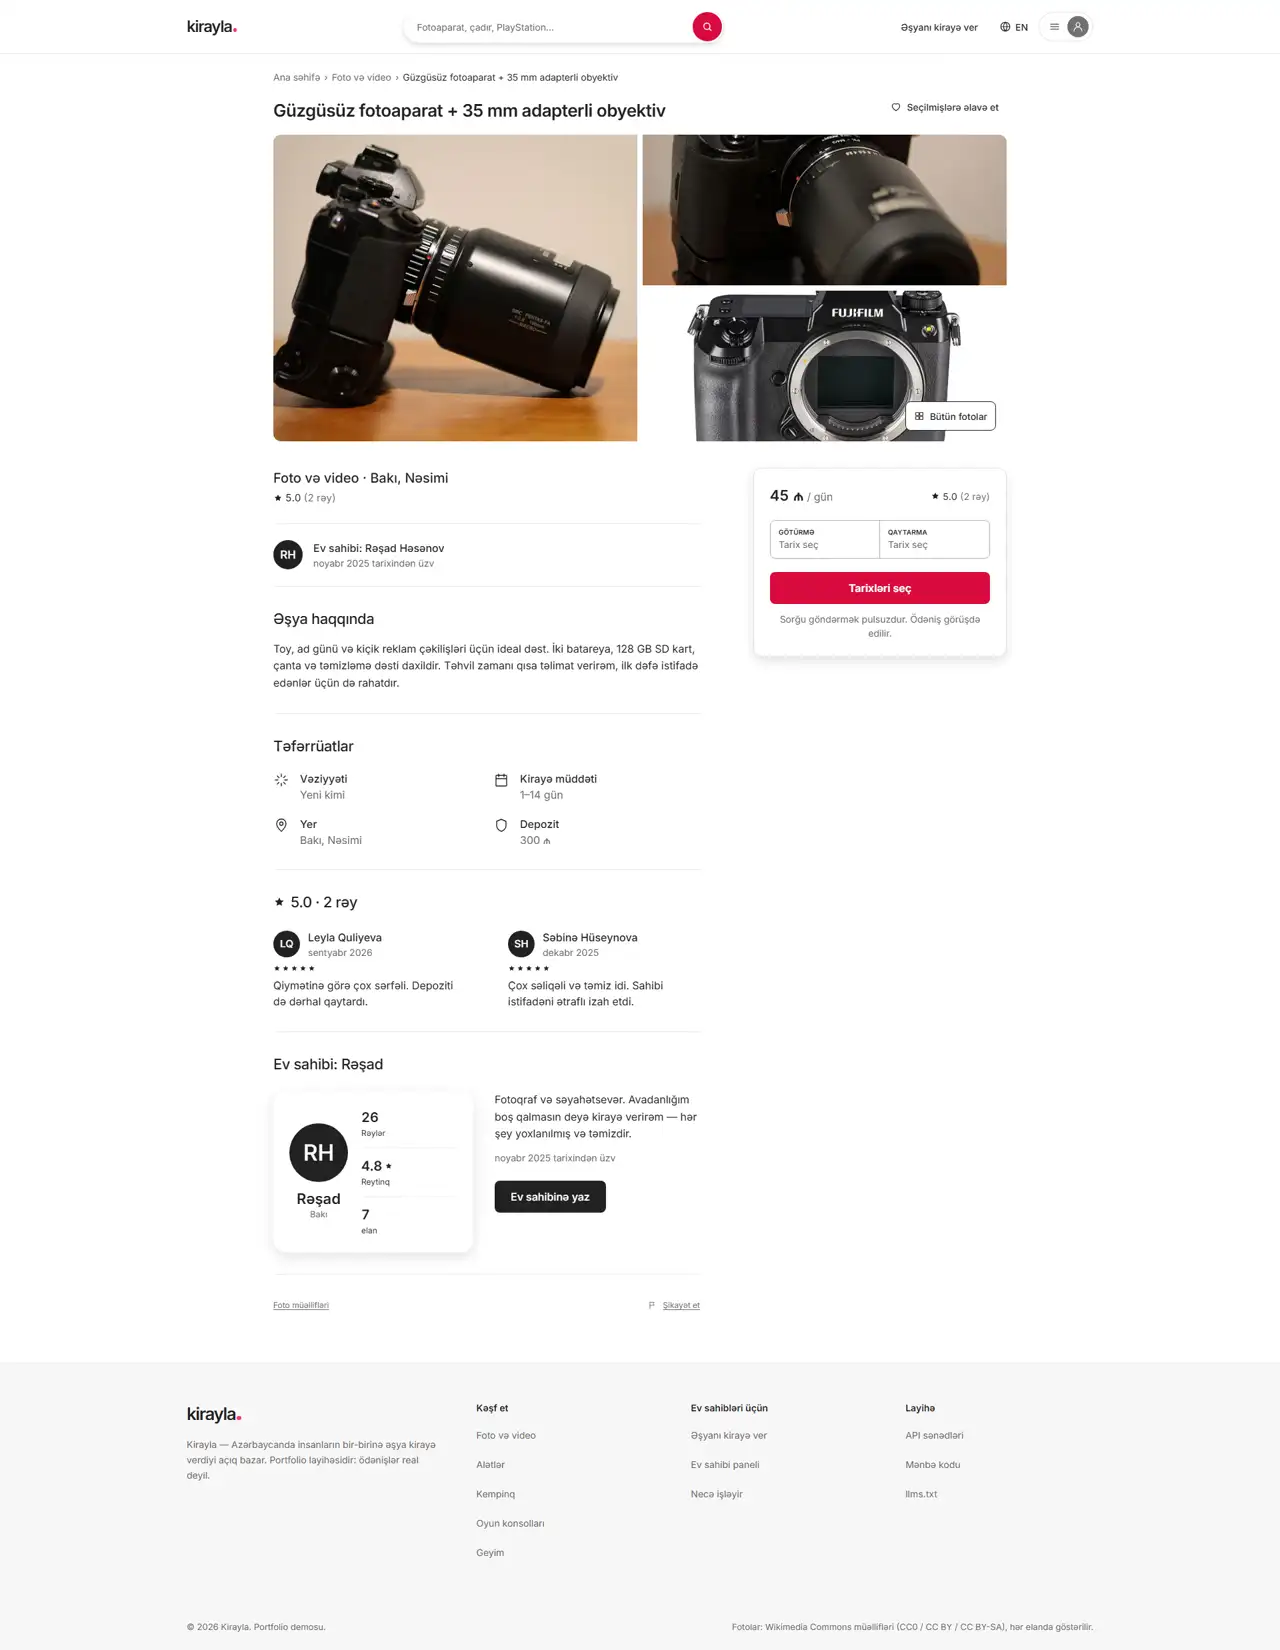 kirayla.
Fotoaparat, çadır, PlayStation...
Əşyanı kirayə ver
EN
Ana səhifə › Foto və video › Güzgüsüz fotoaparat + 35 mm adapterli obyektiv
Güzgüsüz fotoaparat + 35 mm adapterli obyektiv
Seçilmişlərə əlavə et
FUJIFILM
Bütün fotolar
Foto və video · Bakı, Nəsimi
★ 5.0 (2 rəy)
RH
Ev sahibi: Rəşad Həsənov
noyabr 2025 tarixindən üzv
45 ₼ / gün
★ 5.0 (2 rəy)
GÖTÜRMƏ
Tarix seç
QAYTARMA
Tarix seç
Tarixləri seç
Sorğu göndərmək pulsuzdur. Ödəniş görüşdə
edilir.
Əşya haqqında
Toy, ad günü və kiçik reklam çəkilişləri üçün ideal dəst. İki batareya, 128 GB SD kart,
çanta və təmizləmə dəsti daxildir. Təhvil zamanı qısa təlimat verirəm, ilk dəfə istifadə
edənlər üçün də rahatdır.
Təfərrüatlar
Vəziyyəti
Yeni kimi
Kirayə müddəti
1–14 gün
Yer
Bakı, Nəsimi
Depozit
300 ₼
★ 5.0 · 2 rəy
LQ
Leyla Quliyeva
sentyabr 2026
★★★★★
Qiymətinə görə çox sərfəli. Depoziti
də dərhal qaytardı.
SH
Səbinə Hüseynova
dekabr 2025
★★★★★
Çox səliqəli və təmiz idi. Sahibi
istifadəni ətraflı izah etdi.
Ev sahibi: Rəşad
RH
Rəşad
Bakı
26
Rəylər
4.8 ★
Reytinq
7
elan
Fotoqraf və səyahətsevər. Avadanlığım
boş qalmasın deyə kirayə verirəm — hər
şey yoxlanılmış və təmizdir.
noyabr 2025 tarixindən üzv
Ev sahibinə yaz
Foto müəllifləri
Şikayət et
kirayla.
Kirayla — Azərbaycanda insanların bir-birinə əşya kirayə
verdiyi açıq bazar. Portfolio layihəsidir: ödənişlər real
deyil.
Kəşf et
Foto və video
Alətlər
Kempinq
Oyun konsolları
Geyim
Ev sahibləri üçün
Əşyanı kirayə ver
Ev sahibi paneli
Necə işləyir
Layihə
API sənədləri
Mənbə kodu
llms.txt
© 2026 Kirayla. Portfolio demosu.
Fotolar: Wikimedia Commons müəllifləri (CC0 / CC BY / CC BY-SA), hər elanda göstərilir.